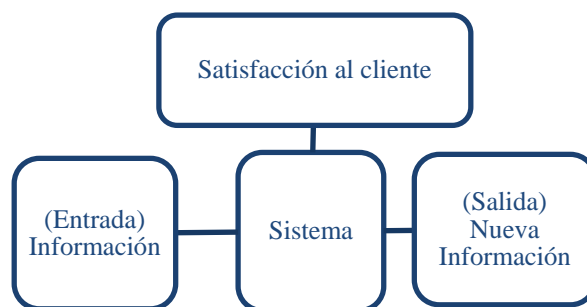 Satisfacción al cliente
(Entrada)
Información
Sistema
(Salida)
Nueva
Información